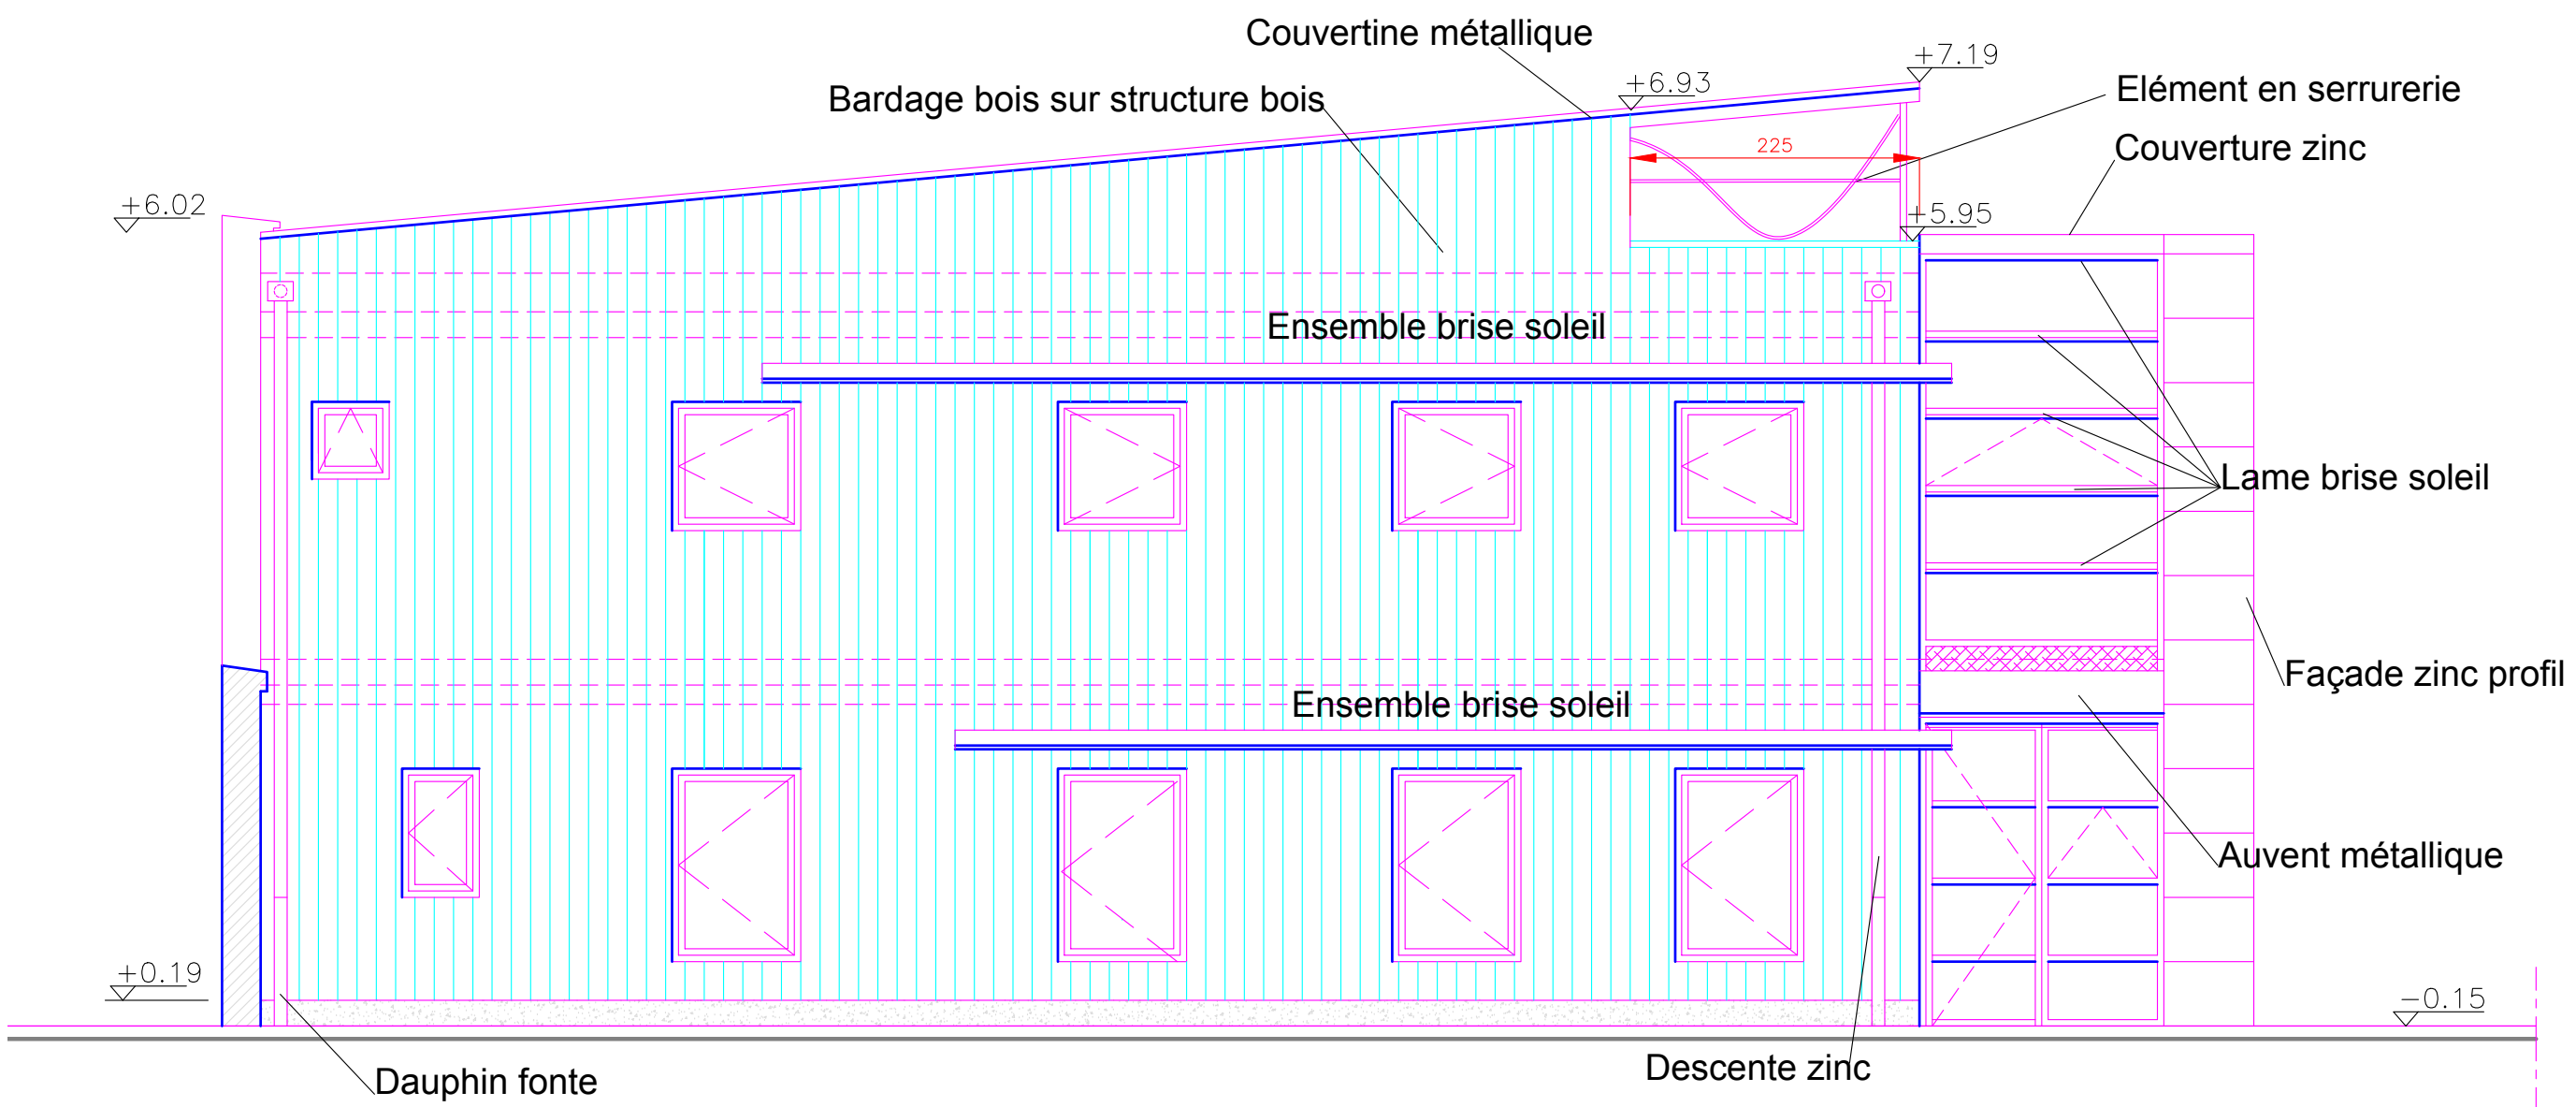 Couvertine métallique
+7.19
Elément en serrurerie
+6.93
Bardage bois sur structure bois
Couverture zinc
225
+6.02
+5.95
Ensemble brise soleil
Lame brise soleil
Façade zinc profil
Ensemble brise soleil
Auvent métallique
+0.19
-0.15
Descente zinc
Dauphin fonte